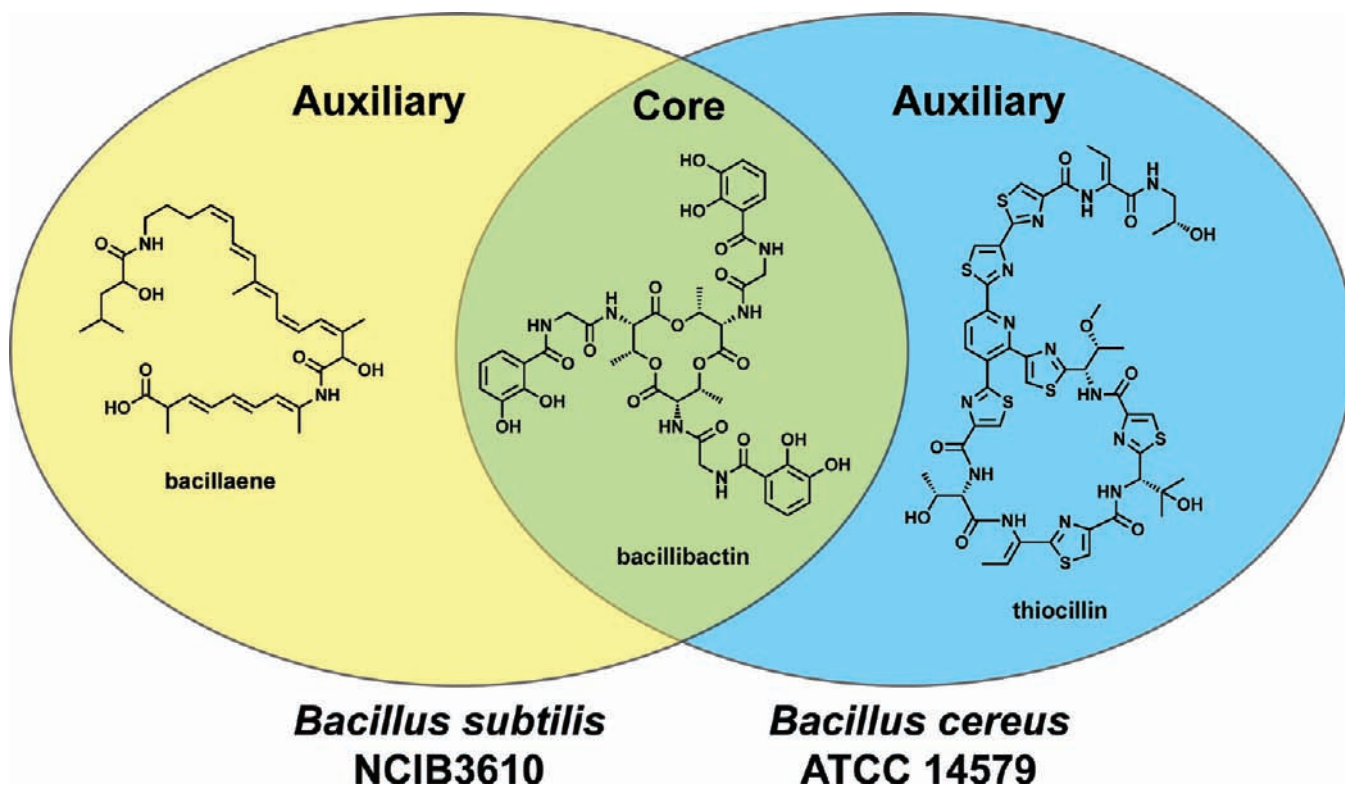 Auxiliary
Core
Auxiliary
bacillaene
bacillibactin
thiocillin
Bacillus subtilis
NCIB3610
Bacillus cereus
ATCC 14579